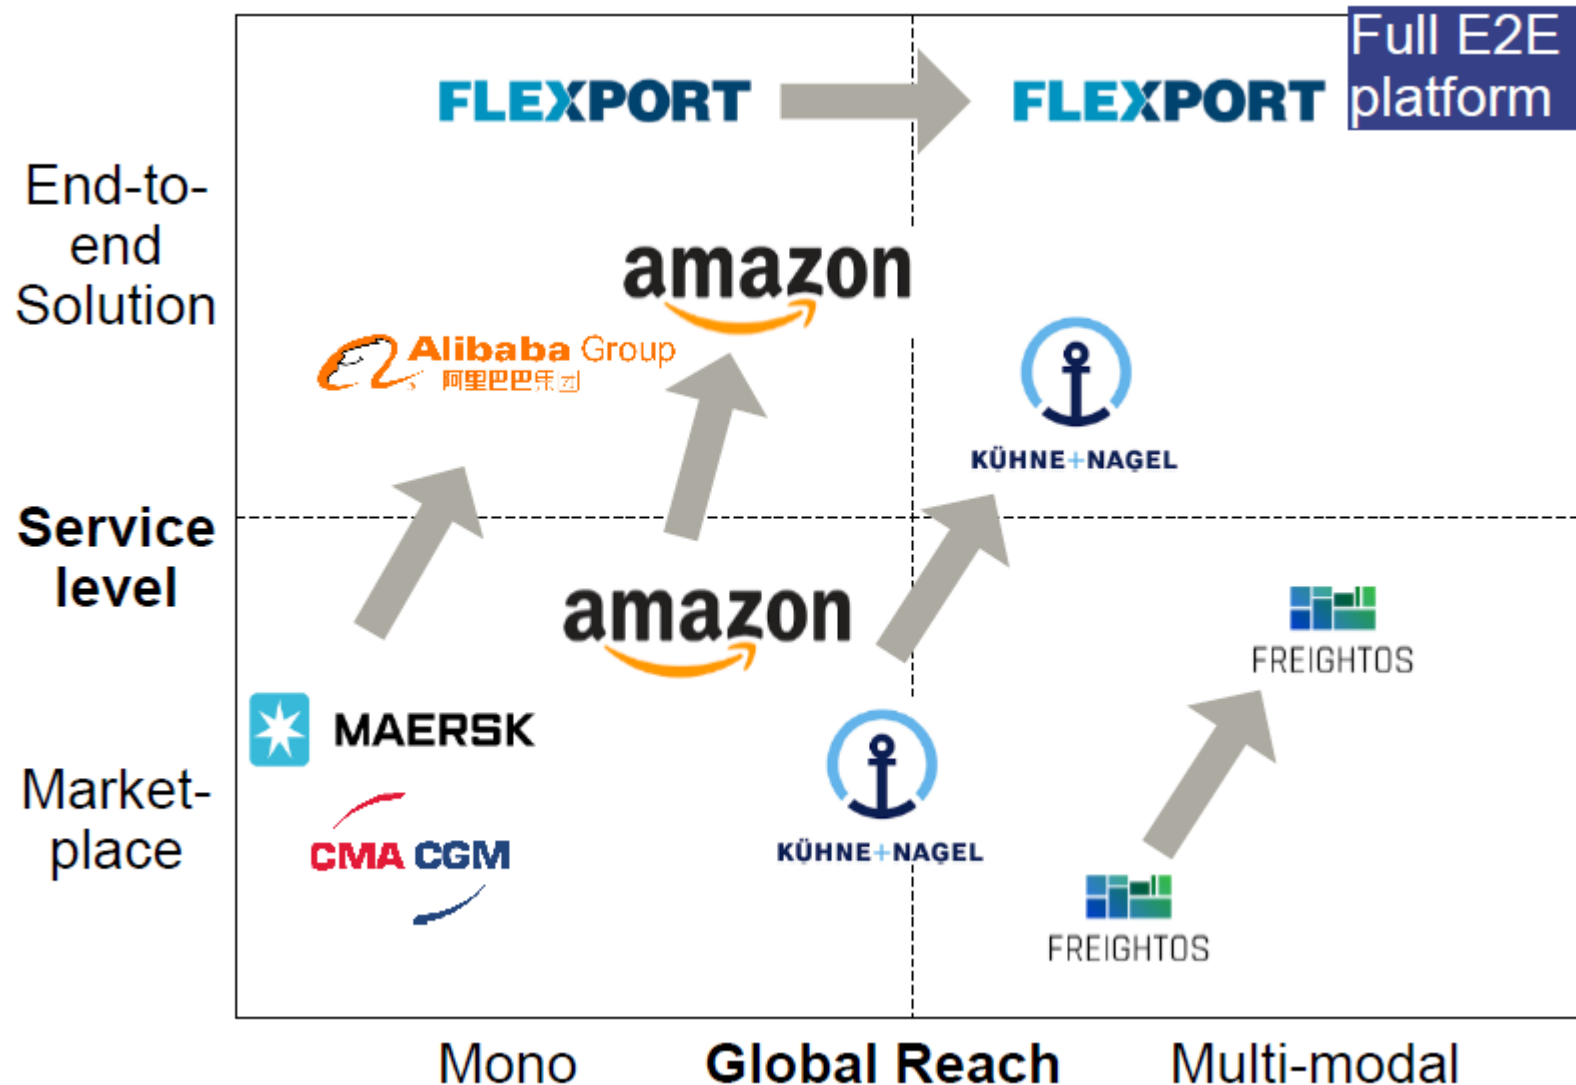 Full E2E
platform
FLEXPORT
FLEXPORT
End-to-
end
Solution
amazon
Alibaba Group
阿里巴巴集团
KÜHNE+NAGEL
Service
level
amazon
FREIGHTOS
MAERSK
Market-
place
CMA CGM
KÜHNE+NAGEL
FREIGHTOS
Mono
Global Reach
Multi-modal